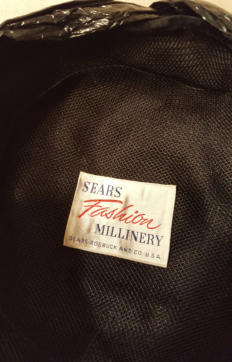 SEARS
Fashion
MILLINERY
SEARS, ROEBUCK AND CO. U.S.A.